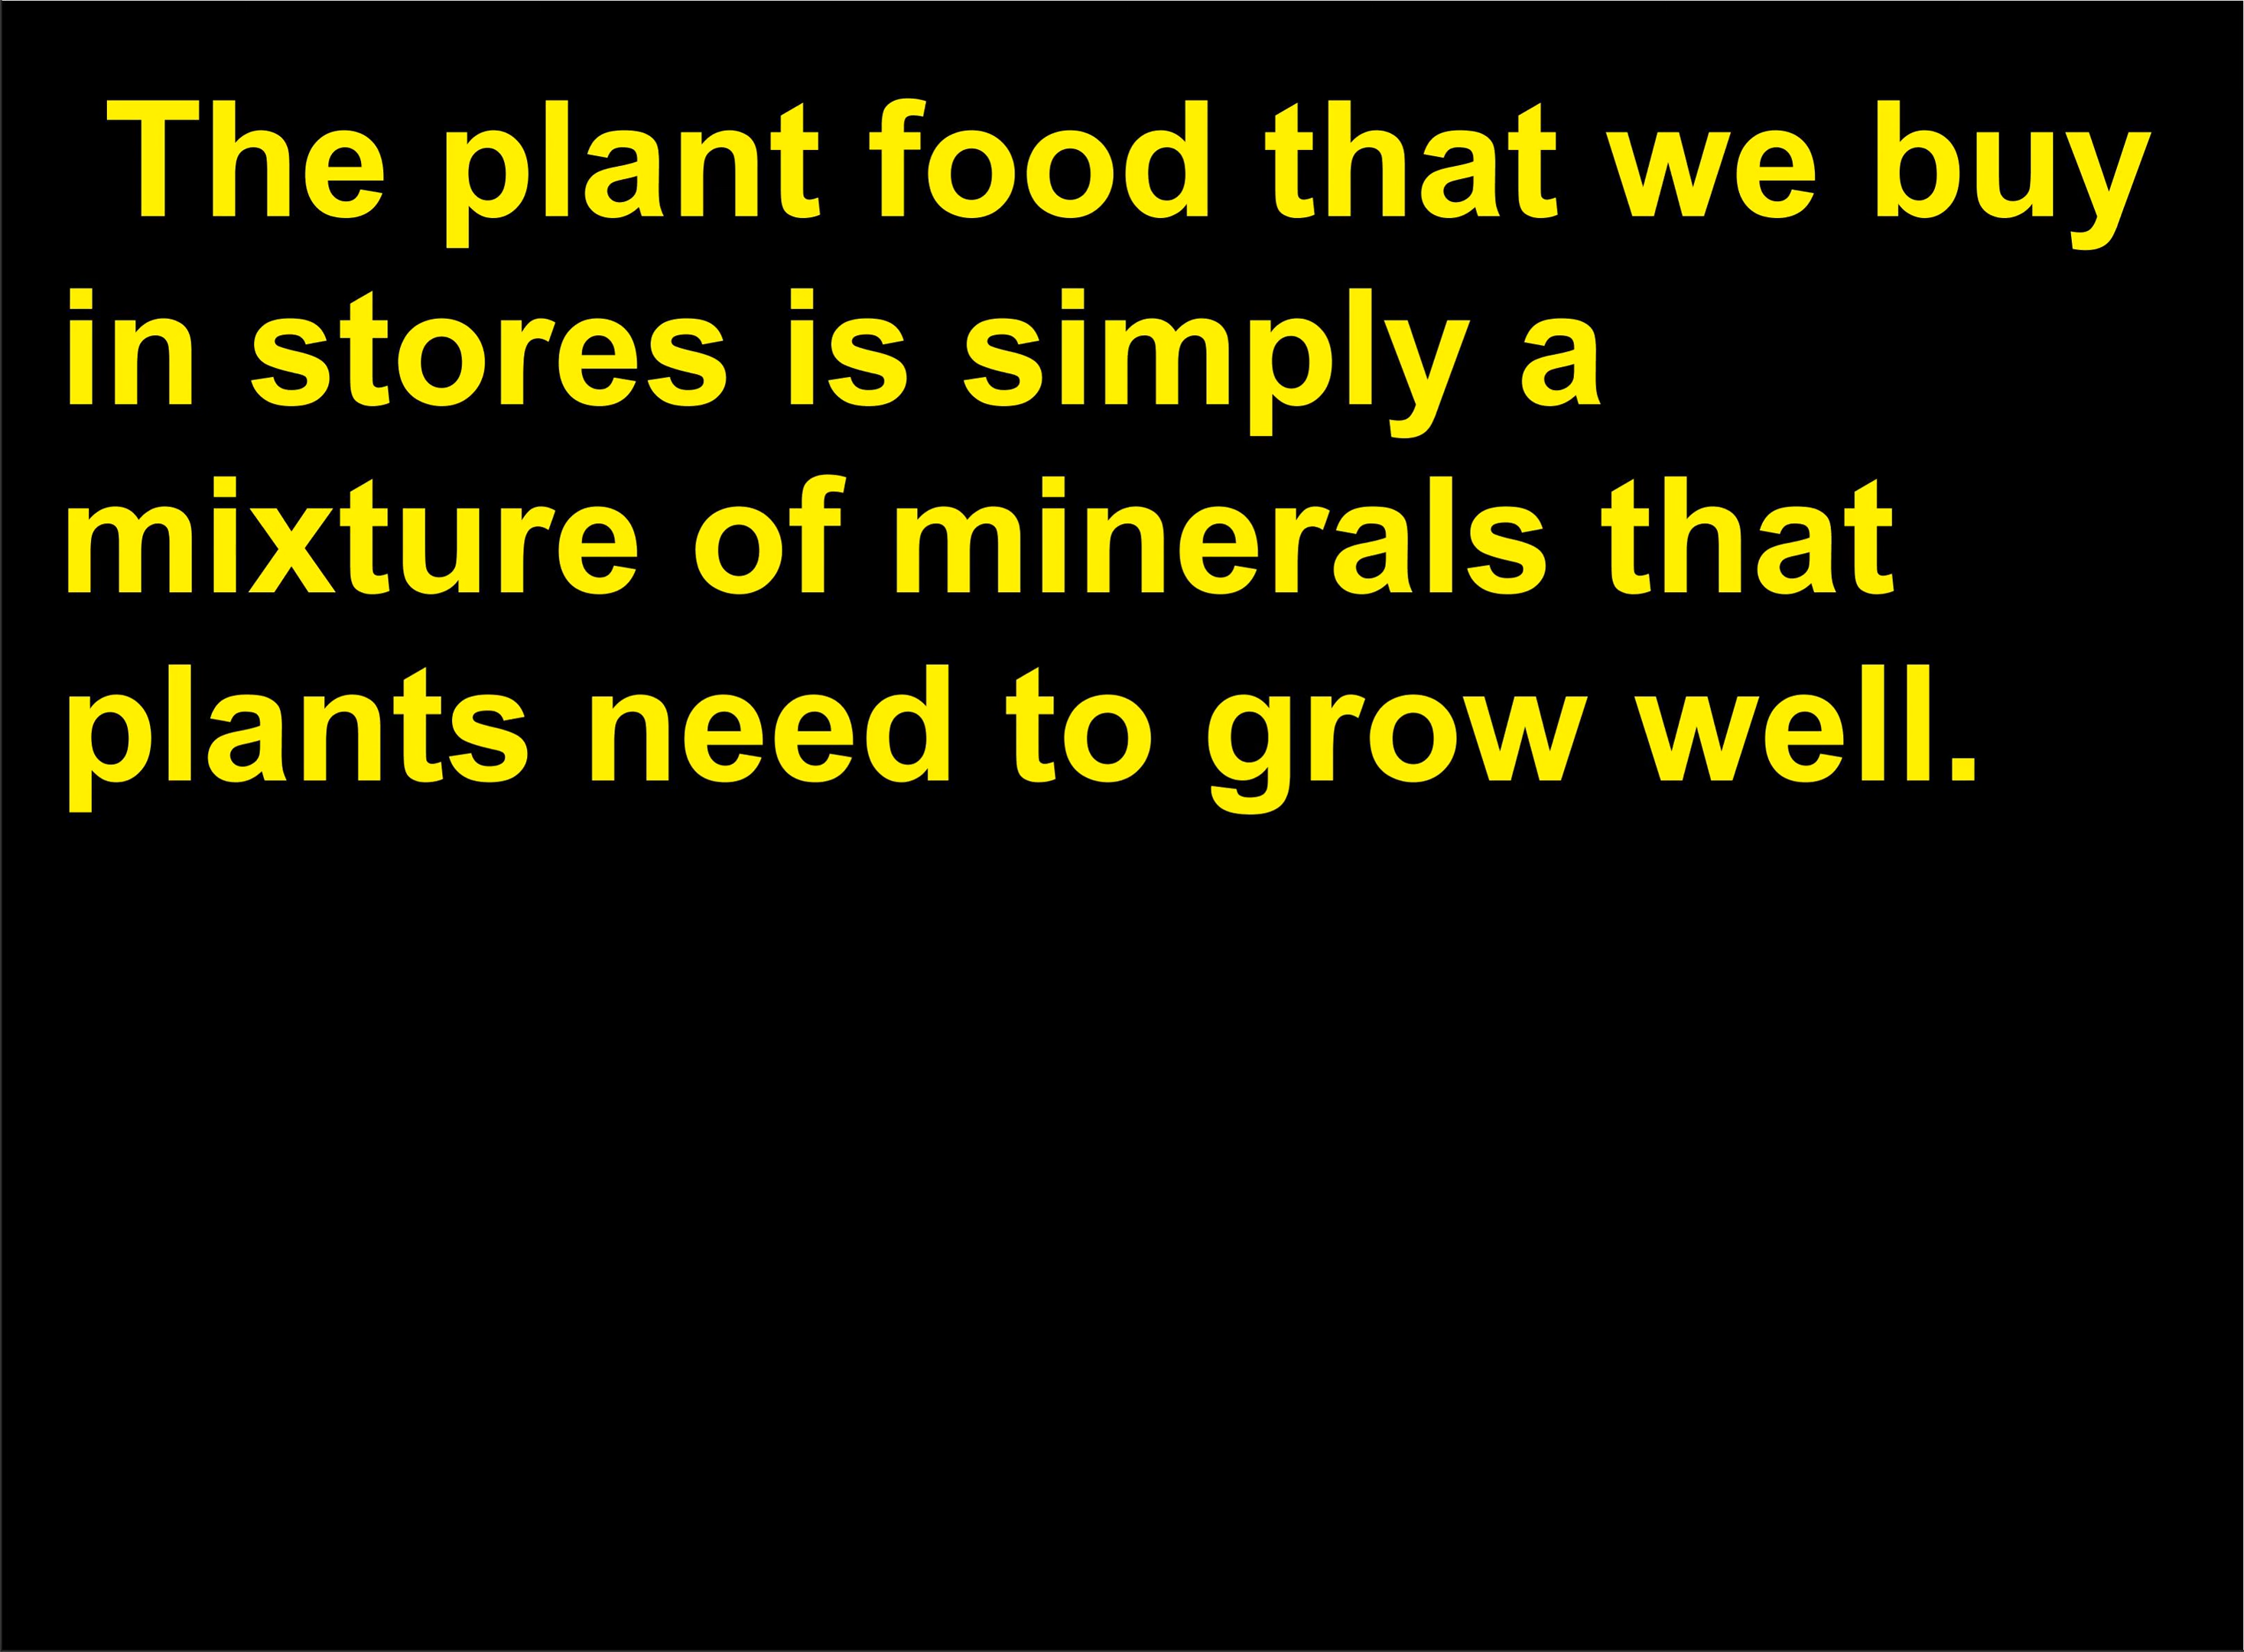 The plant food that we buy
in stores is simply a
mixture of minerals that
plants need to grow well.